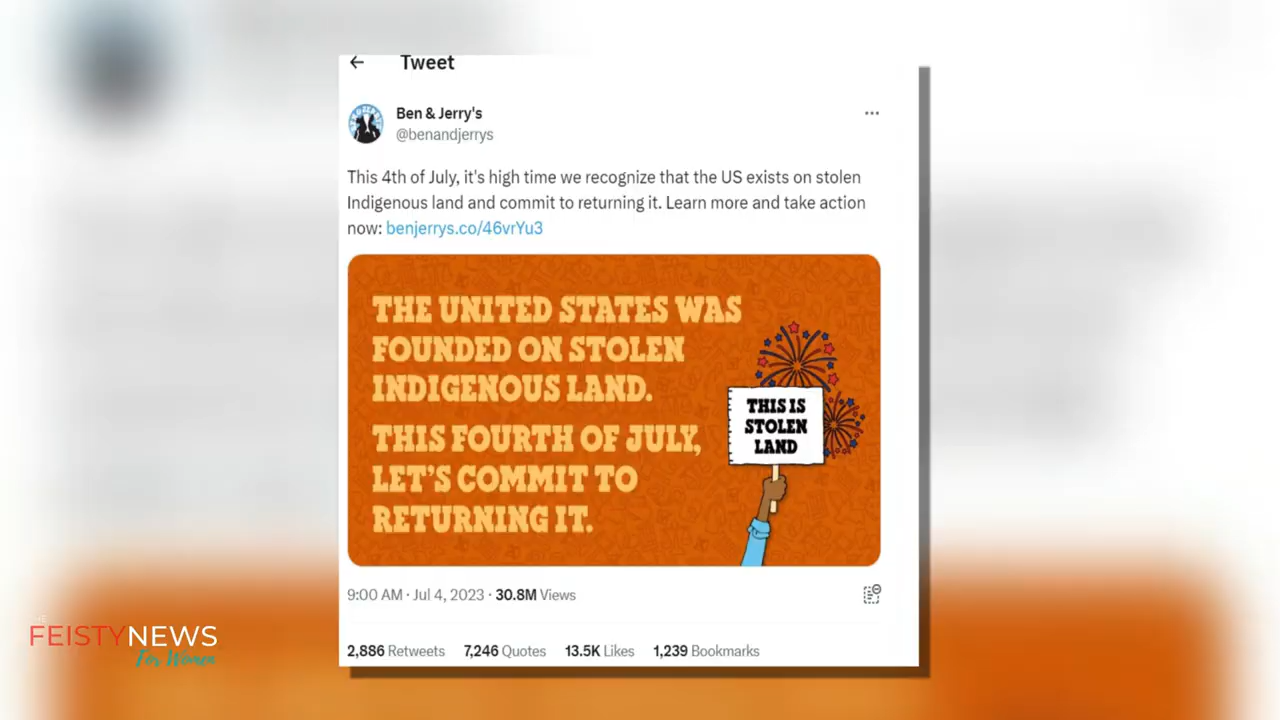 Tweet
Ben & Jerry's
@benandjerrys
This 4th of July, it's high time we recognize that the US exists on stolen
Indigenous land and commit to returning it. Learn more and take action
now: benjerrys.co/46vrYu3
THE UNITED STATES WAS
FOUNDED ON STOLEN
INDIGENOUS LAND.
THIS FOURTH OF JULY,
LET'S COMMIT TO
RETURNING IT.
THIS IS
STOLEN
LAND
9:00 AM · Jul 4, 2023 · 30.8M Views
2,886 Retweets 7,246 Quotes 13.5K Likes 1,239 Bookmarks
FEISTYNEWS
For Women